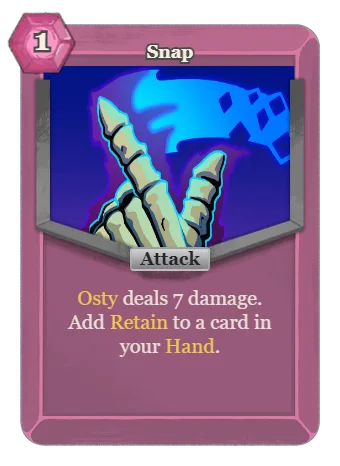 1
Snap
Attack
Osty deals 7 damage.
Add Retain to a card in
your Hand.